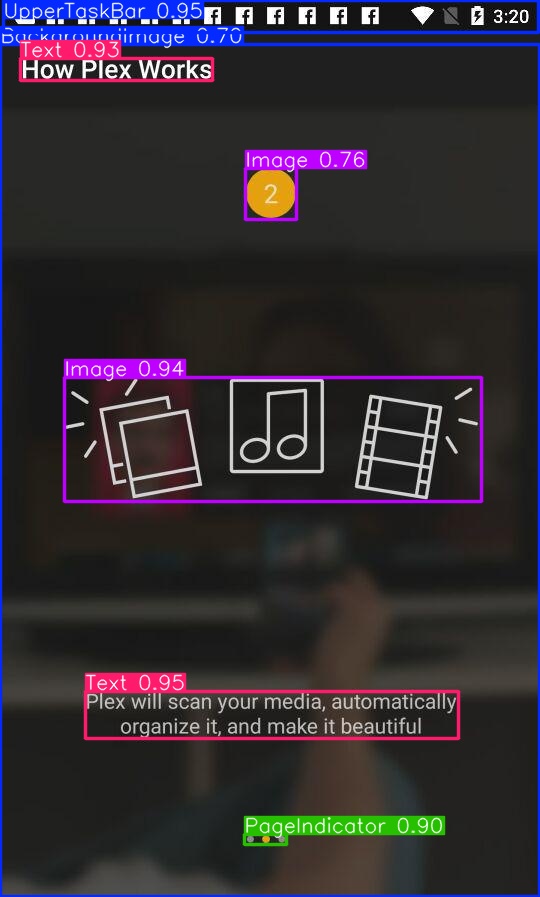 UpperTaskBar 0.95
3:20
BackgroundImage 0.70
Text 0.93
How Plex Works
Image 0.76
2
Image 0.94
Text 0.95
Plex will scan your media, automatically
organize it, and make it beautiful
PageIndicator 0.90